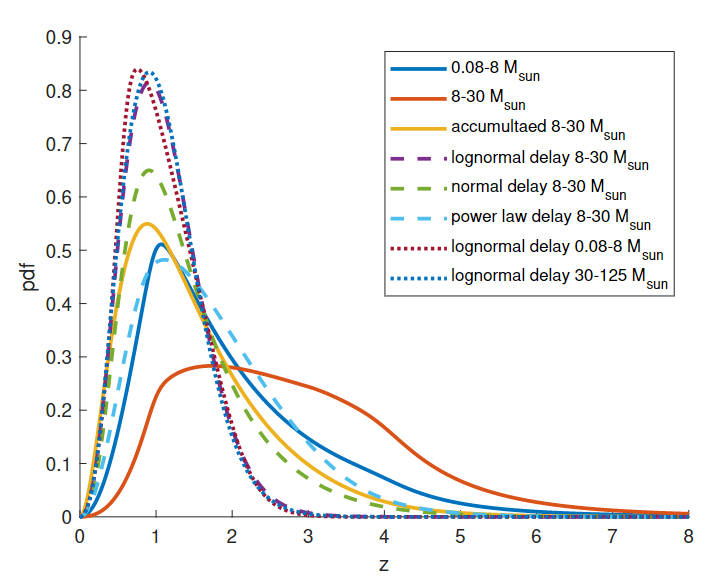 0.9
0.8
0.7
0.6
0.5
0.4
0.3
0.2
0.1
0
pdf
0.08-8 Msun
8-30 Msun
accumultaed 8-30 Msun
lognormal delay 8-30 Msun
normal delay 8-30 Msun
power law delay 8-30 Msun
lognormal delay 0.08-8 Msun
lognormal delay 30-125 Msun
0 1 2 3 4 5 6 7 8
z